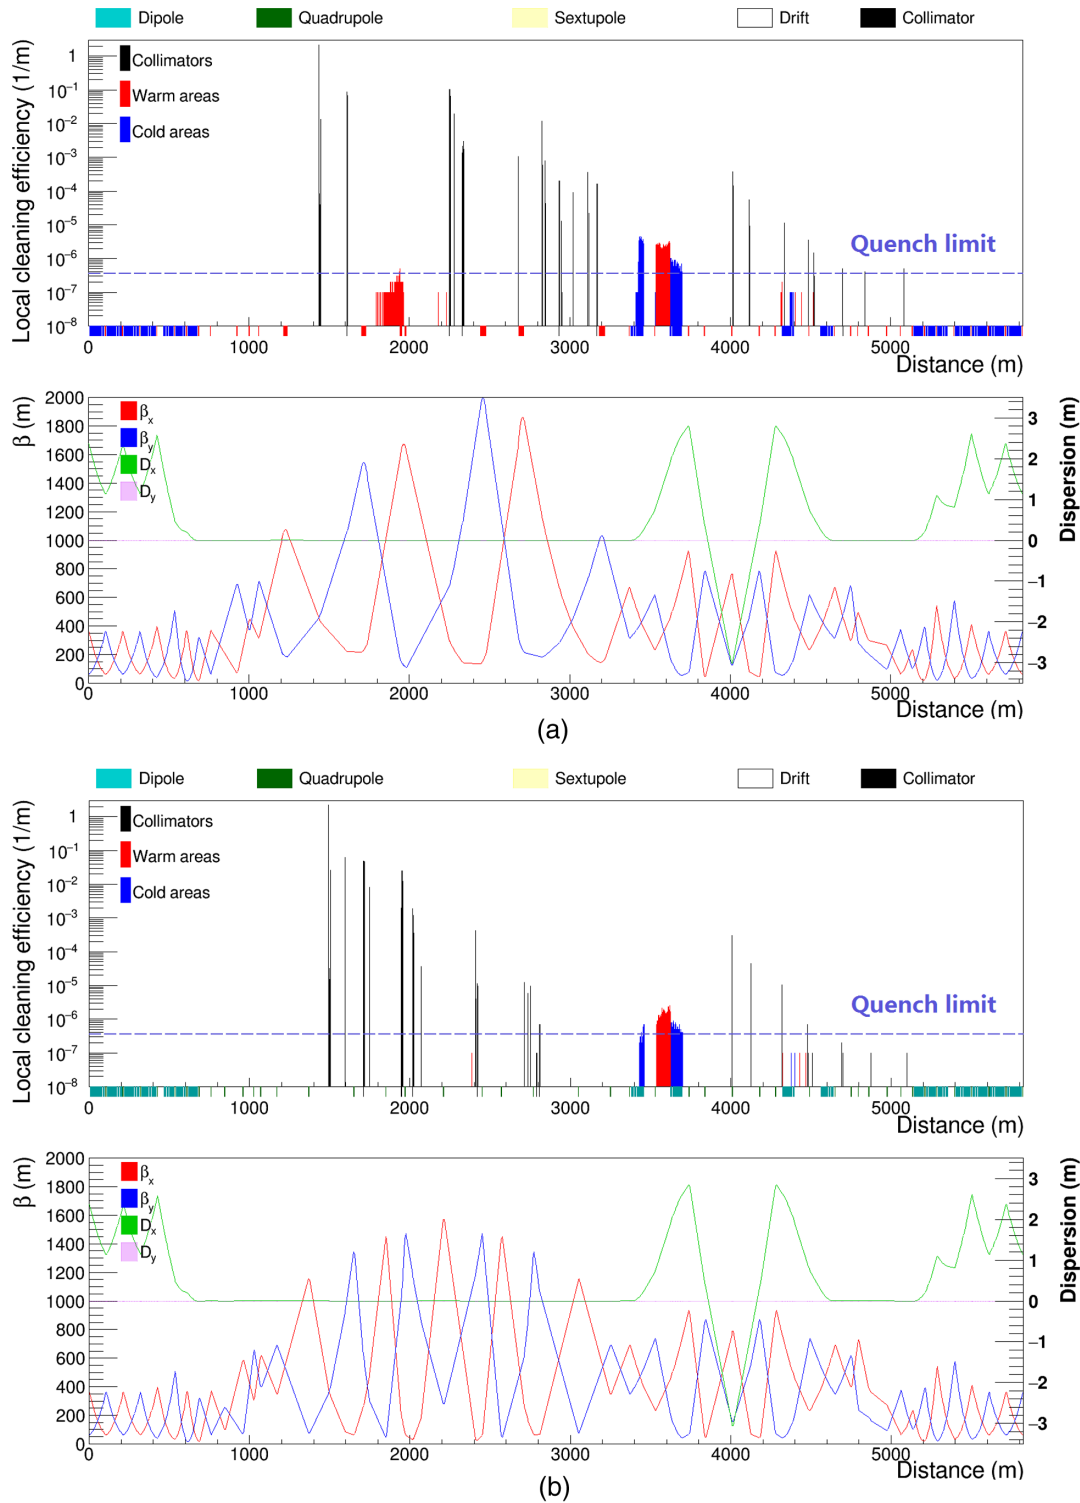 Dipole Quadrupole Sextupole Drift Collimator
Local cleaning efficiency (1/m)
1
10⁻¹
10⁻²
10⁻³
10⁻⁴
10⁻⁵
10⁻⁶
10⁻⁷
10⁻⁸
Collimators
Warm areas
Cold areas
Quench limit
0 1000 2000 3000 4000 5000
Distance (m)
β (m)
2000
1800
1600
1400
1200
1000
800
600
400
200
0
βx
βy
Dx
Dy
3
2
1
0
−1
−2
−3
Dispersion (m)
0 1000 2000 3000 4000 5000
Distance (m)
(a)
Dipole Quadrupole Sextupole Drift Collimator
Local cleaning efficiency (1/m)
1
10⁻¹
10⁻²
10⁻³
10⁻⁴
10⁻⁵
10⁻⁶
10⁻⁷
10⁻⁸
Collimators
Warm areas
Cold areas
Quench limit
0 1000 2000 3000 4000 5000
Distance (m)
β (m)
2000
1800
1600
1400
1200
1000
800
600
400
200
0
βx
βy
Dx
Dy
3
2
1
0
−1
−2
−3
Dispersion (m)
0 1000 2000 3000 4000 5000
Distance (m)
(b)